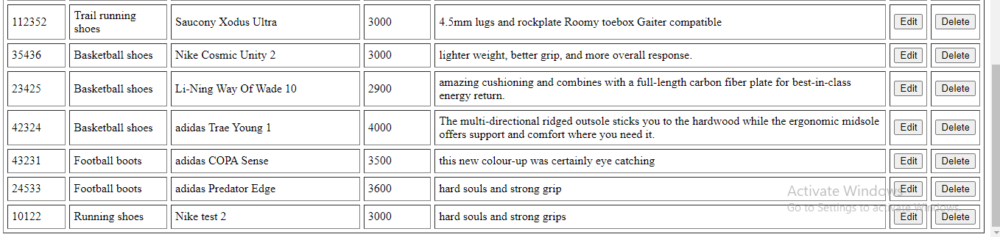 112352 Trail running shoes Saucony Xodus Ultra 3000 4.5mm lugs and rockplate Roomy toebox Gaiter compatible Edit Delete
35436 Basketball shoes Nike Cosmic Unity 2 3000 lighter weight, better grip, and more overall response. Edit Delete
23425 Basketball shoes Li-Ning Way Of Wade 10 2900 amazing cushioning and combines with a full-length carbon fiber plate for best-in-class
energy return. Edit Delete
42324 Basketball shoes adidas Trae Young 1 4000 The multi-directional ridged outsole sticks you to the hardwood while the ergonomic midsole
offers support and comfort where you need it. Edit Delete
43231 Football boots adidas COPA Sense 3500 this new colour-up was certainly eye catching Edit Delete
24533 Football boots adidas Predator Edge 3600 hard souls and strong grip Edit Delete
Activate Windows
Go to Settings to activate Windows.
10122 Running shoes Nike test 2 3000 hard souls and strong grips Edit Delete